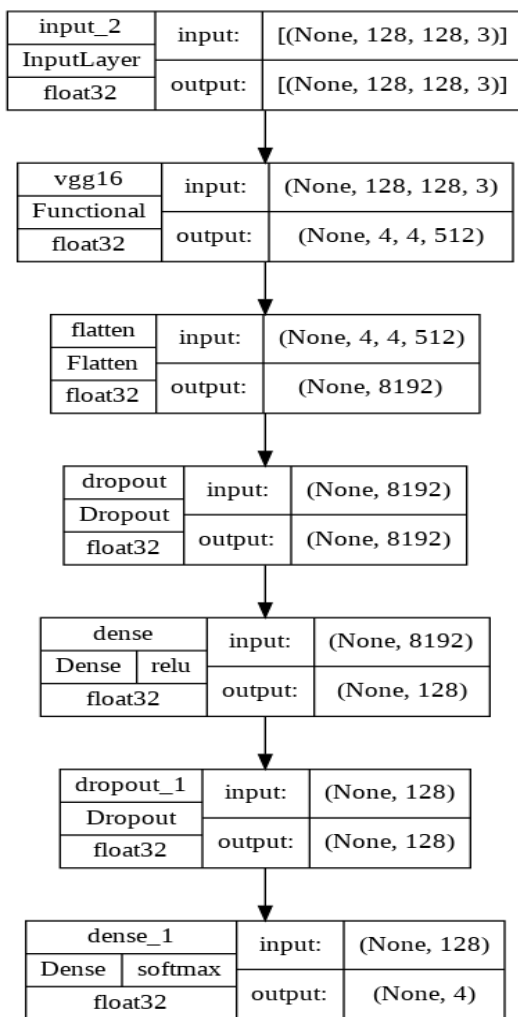 input_2
InputLayer
float32
input:
[(None, 128, 128, 3)]
output:
[(None, 128, 128, 3)]
vgg16
Functional
float32
input:
(None, 128, 128, 3)
output:
(None, 4, 4, 512)
flatten
Flatten
float32
input:
(None, 4, 4, 512)
output:
(None, 8192)
dropout
Dropout
float32
input:
(None, 8192)
output:
(None, 8192)
dense
Dense relu
float32
input:
(None, 8192)
output:
(None, 128)
dropout_1
Dropout
float32
input:
(None, 128)
output:
(None, 128)
dense_1
Dense softmax
float32
input:
(None, 128)
output:
(None, 4)